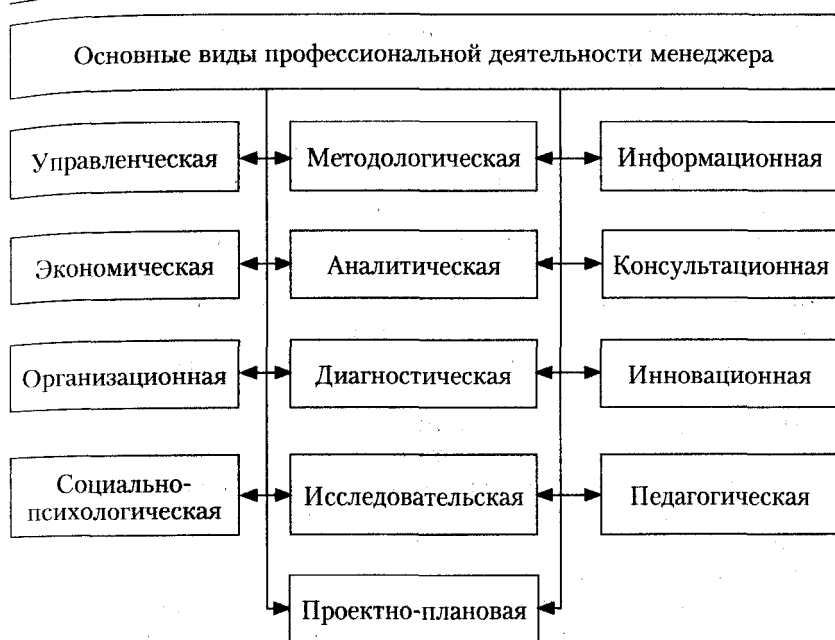 Основные виды профессиональной деятельности менеджера
Управленческая
Методологическая
Информационная
Экономическая
Аналитическая
Консультационная
Организационная
Диагностическая
Инновационная
Социально-
психологическая
Исследовательская
Педагогическая
Проектно-плановая